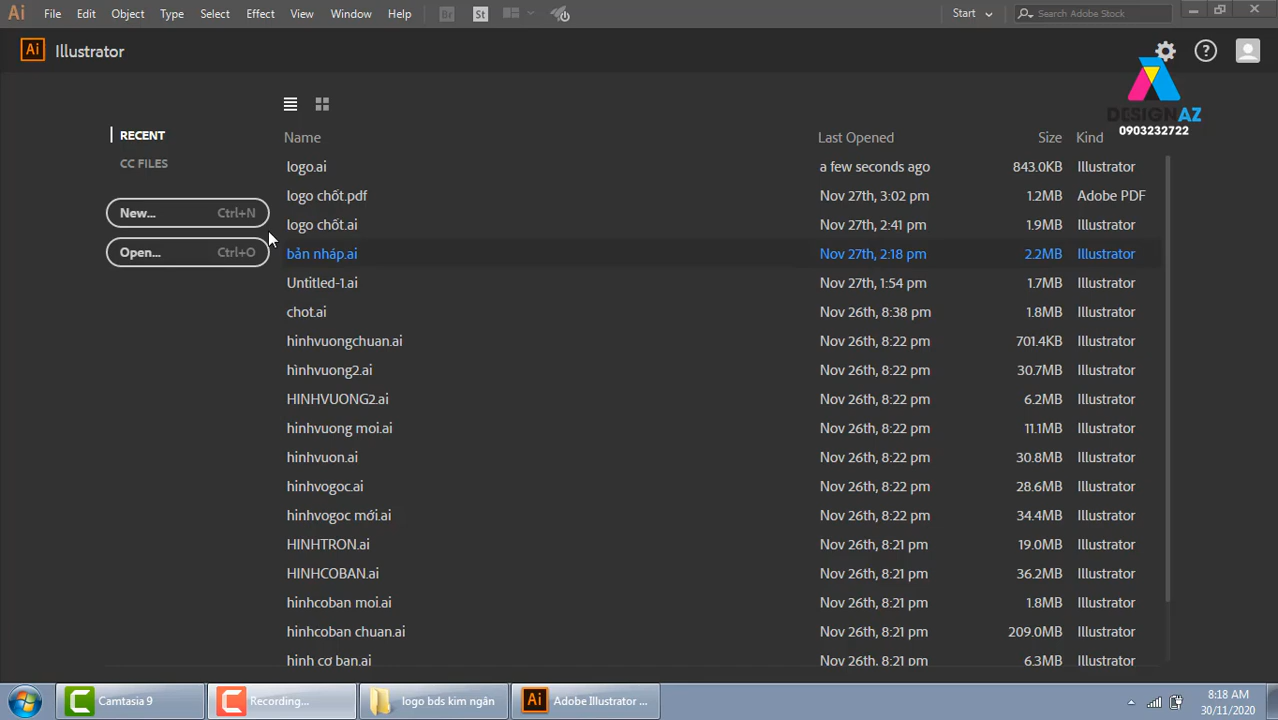 Ai File Edit Object Type Select Effect View Window Help Br St Start Search Adobe Stock
Ai Illustrator
DESIGNAZ
0903232722
RECENT
CC FILES
New... Ctrl+N
Open... Ctrl+O
Name Last Opened Size Kind
logo.ai a few seconds ago 843.0KB Illustrator
logo chốt.pdf Nov 27th, 3:02 pm 1.2MB Adobe PDF
logo chốt.ai Nov 27th, 2:41 pm 1.9MB Illustrator
bản nháp.ai Nov 27th, 2:18 pm 2.2MB Illustrator
Untitled-1.ai Nov 27th, 1:54 pm 1.7MB Illustrator
chot.ai Nov 26th, 8:38 pm 1.8MB Illustrator
hinhvuongchuan.ai Nov 26th, 8:22 pm 701.4KB Illustrator
hình​vuong2.ai Nov 26th, 8:22 pm 30.7MB Illustrator
HINHVUONG2.ai Nov 26th, 8:22 pm 6.2MB Illustrator
hinhvuong moi.ai Nov 26th, 8:22 pm 11.1MB Illustrator
hinhvuon.ai Nov 26th, 8:22 pm 30.8MB Illustrator
hinhvogoc.ai Nov 26th, 8:22 pm 28.6MB Illustrator
hinhvogoc mới.ai Nov 26th, 8:22 pm 34.4MB Illustrator
HINHTRON.ai Nov 26th, 8:21 pm 19.0MB Illustrator
HINHCOBAN.ai Nov 26th, 8:21 pm 36.2MB Illustrator
hinhcoban moi.ai Nov 26th, 8:21 pm 1.8MB Illustrator
hinhcoban chuan.ai Nov 26th, 8:21 pm 209.0MB Illustrator
hinh cơ ban.ai Nov 26th, 8:21 pm 6.3MB Illustrator
Camtasia 9 Recording... logo bds kim ngân Ai Adobe Illustrator ... 8:18 AM
30/11/2020